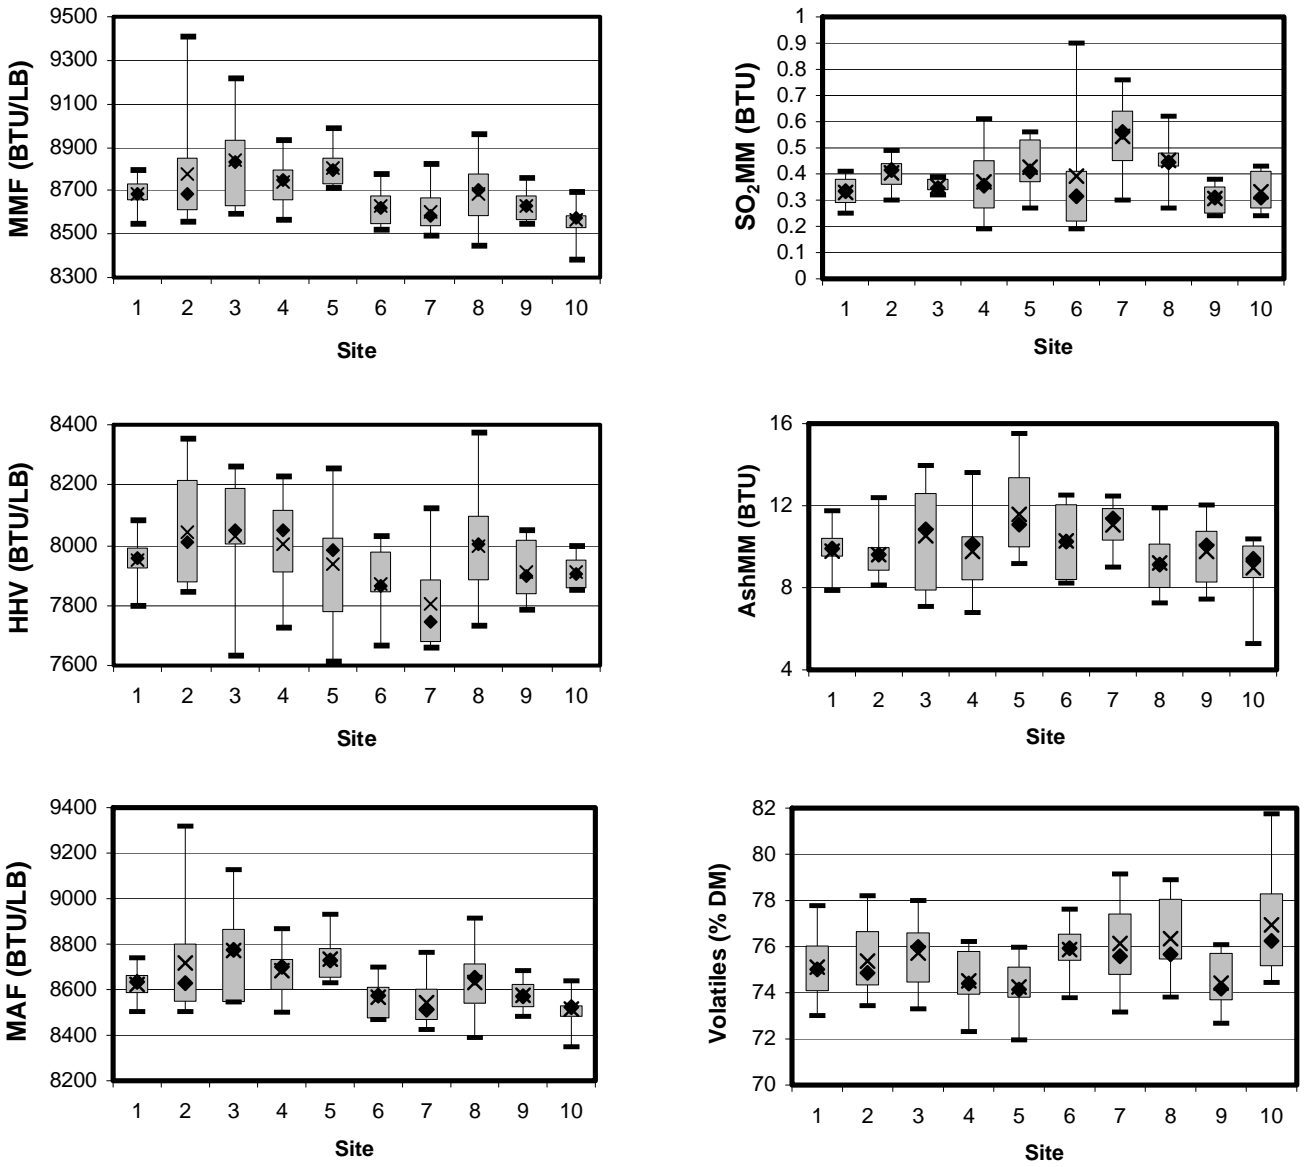 MMF (BTU/LB)
9500
9300
9100
8900
8700
8500
8300
1 2 3 4 5 6 7 8 9 10
Site
SO₂MM (BTU)
1
0.9
0.8
0.7
0.6
0.5
0.4
0.3
0.2
0.1
0
1 2 3 4 5 6 7 8 9 10
Site
HHV (BTU/LB)
8400
8200
8000
7800
7600
1 2 3 4 5 6 7 8 9 10
Site
AshMM (BTU)
16
12
8
4
1 2 3 4 5 6 7 8 9 10
Site
MAF (BTU/LB)
9400
9200
9000
8800
8600
8400
8200
1 2 3 4 5 6 7 8 9 10
Site
Volatiles (% DM)
82
80
78
76
74
72
70
1 2 3 4 5 6 7 8 9 10
Site